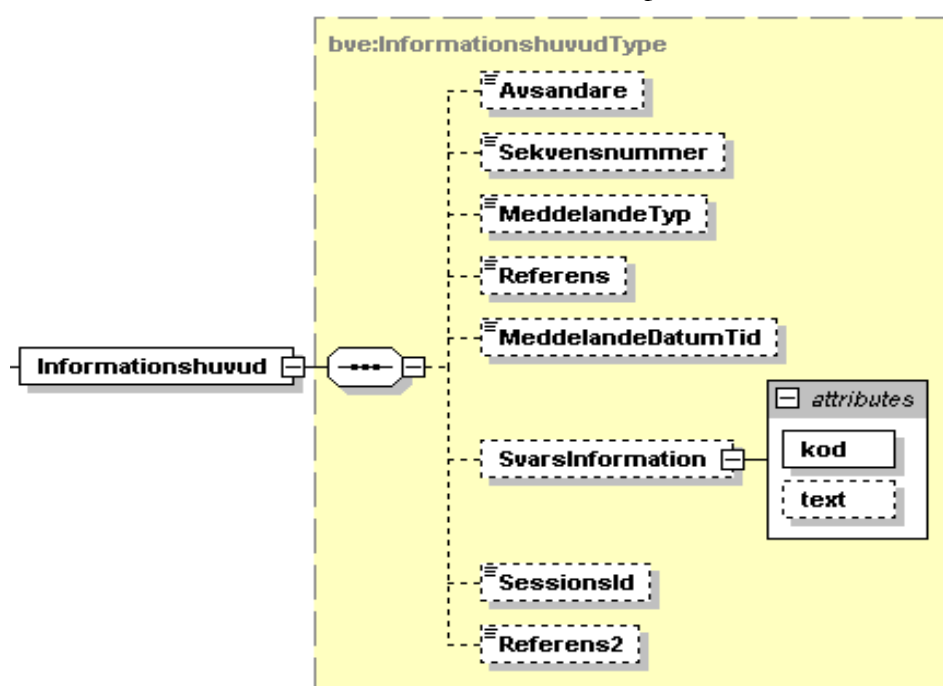 bve:InformationshuvudType
Avsandare
Sekvensnummer
MeddelandeTyp
Referens
MeddelandeDatumTid
Informationshuvud
attributes
kod
SvarsInformation
text
SessionsId
Referens2